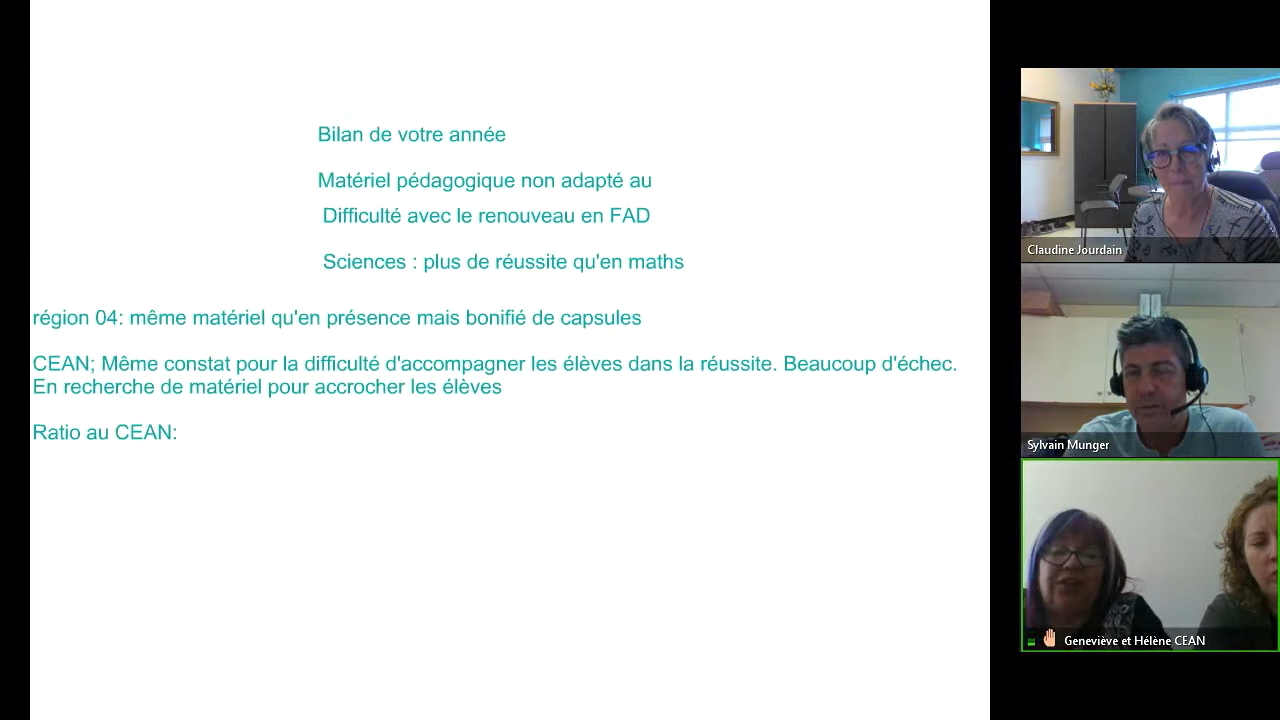 Bilan de votre année
Matériel pédagogique non adapté au
Difficulté avec le renouveau en FAD
Sciences : plus de réussite qu'en maths
région 04: même matériel qu'en présence mais bonifié de capsules
CEAN; Même constat pour la difficulté d'accompagner les élèves dans la réussite. Beaucoup d'échec.
En recherche de matériel pour accrocher les élèves
Ratio au CEAN:
Claudine Jourdain
Sylvain Munger
Geneviève et Hélène CEAN